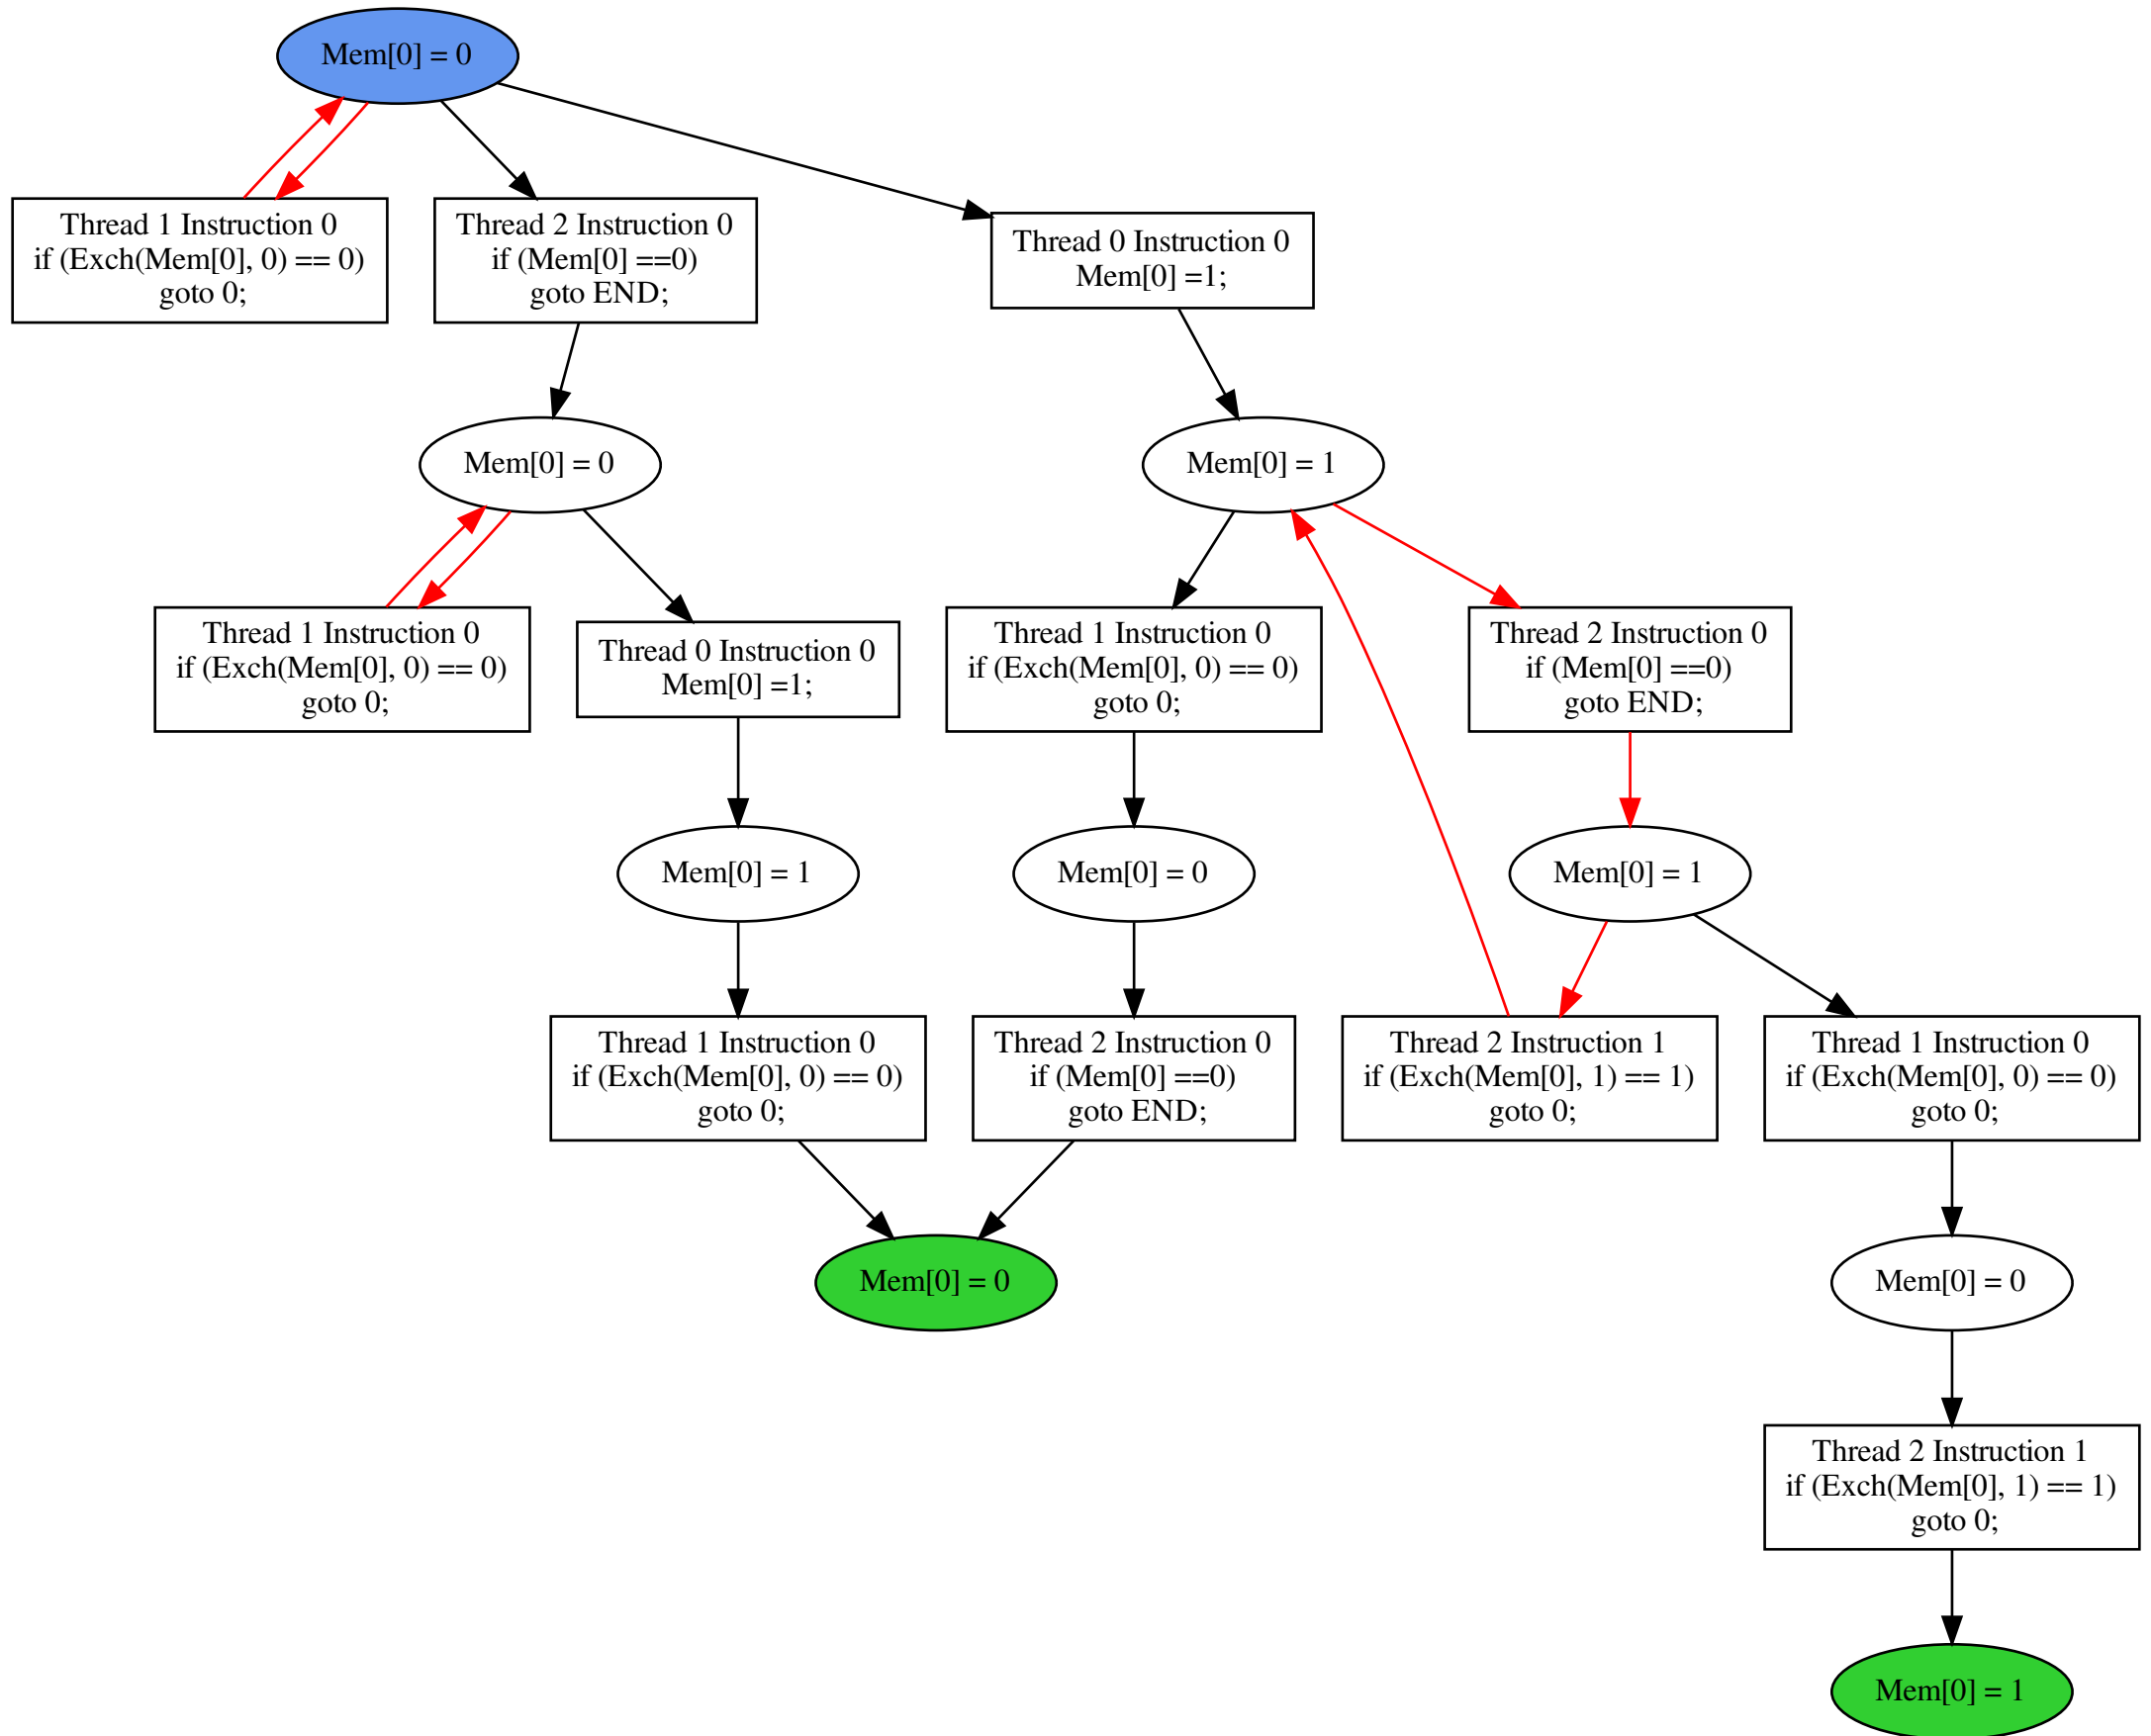 Mem[0] = 0
Thread 1 Instruction 0
if (Exch(Mem[0], 0) == 0)
goto 0;
Thread 2 Instruction 0
if (Mem[0] ==0)
goto END;
Thread 0 Instruction 0
Mem[0] =1;
Mem[0] = 0
Mem[0] = 1
Thread 1 Instruction 0
if (Exch(Mem[0], 0) == 0)
goto 0;
Thread 0 Instruction 0
Mem[0] =1;
Thread 1 Instruction 0
if (Exch(Mem[0], 0) == 0)
goto 0;
Thread 2 Instruction 0
if (Mem[0] ==0)
goto END;
Mem[0] = 1
Mem[0] = 0
Mem[0] = 1
Thread 1 Instruction 0
if (Exch(Mem[0], 0) == 0)
goto 0;
Thread 2 Instruction 0
if (Mem[0] ==0)
goto END;
Thread 2 Instruction 1
if (Exch(Mem[0], 1) == 1)
goto 0;
Thread 1 Instruction 0
if (Exch(Mem[0], 0) == 0)
goto 0;
Mem[0] = 0
Mem[0] = 0
Thread 2 Instruction 1
if (Exch(Mem[0], 1) == 1)
goto 0;
Mem[0] = 1